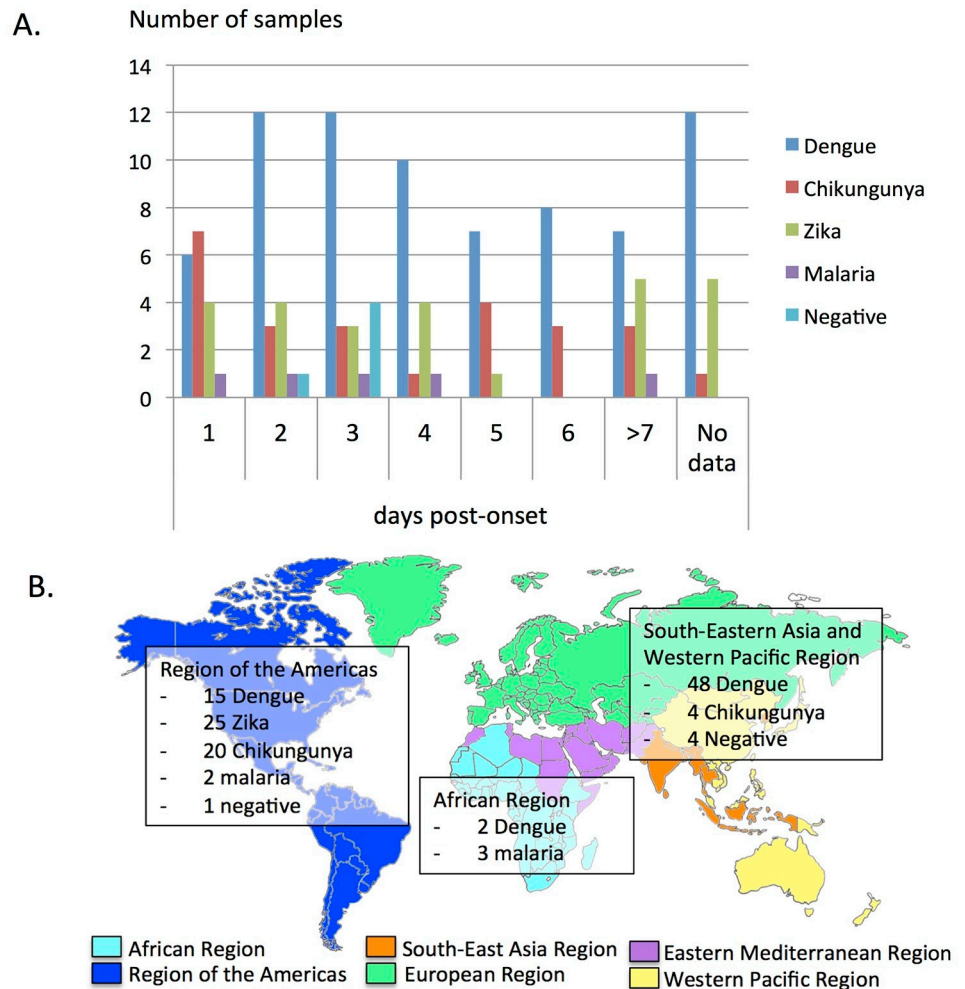 A.
Number of samples
14
12
10
8
6
4
2
0
Dengue
Chikungunya
Zika
Malaria
Negative
1 2 3 4 5 6 >7 No
data
days post-onset
B.
Region of the Americas
- 15 Dengue
- 25 Zika
- 20 Chikungunya
- 2 malaria
- 1 negative
African Region
- 2 Dengue
- 3 malaria
South-Eastern Asia and
Western Pacific Region
- 48 Dengue
- 4 Chikungunya
- 4 Negative
African Region
Region of the Americas
South-East Asia Region
European Region
Eastern Mediterranean Region
Western Pacific Region